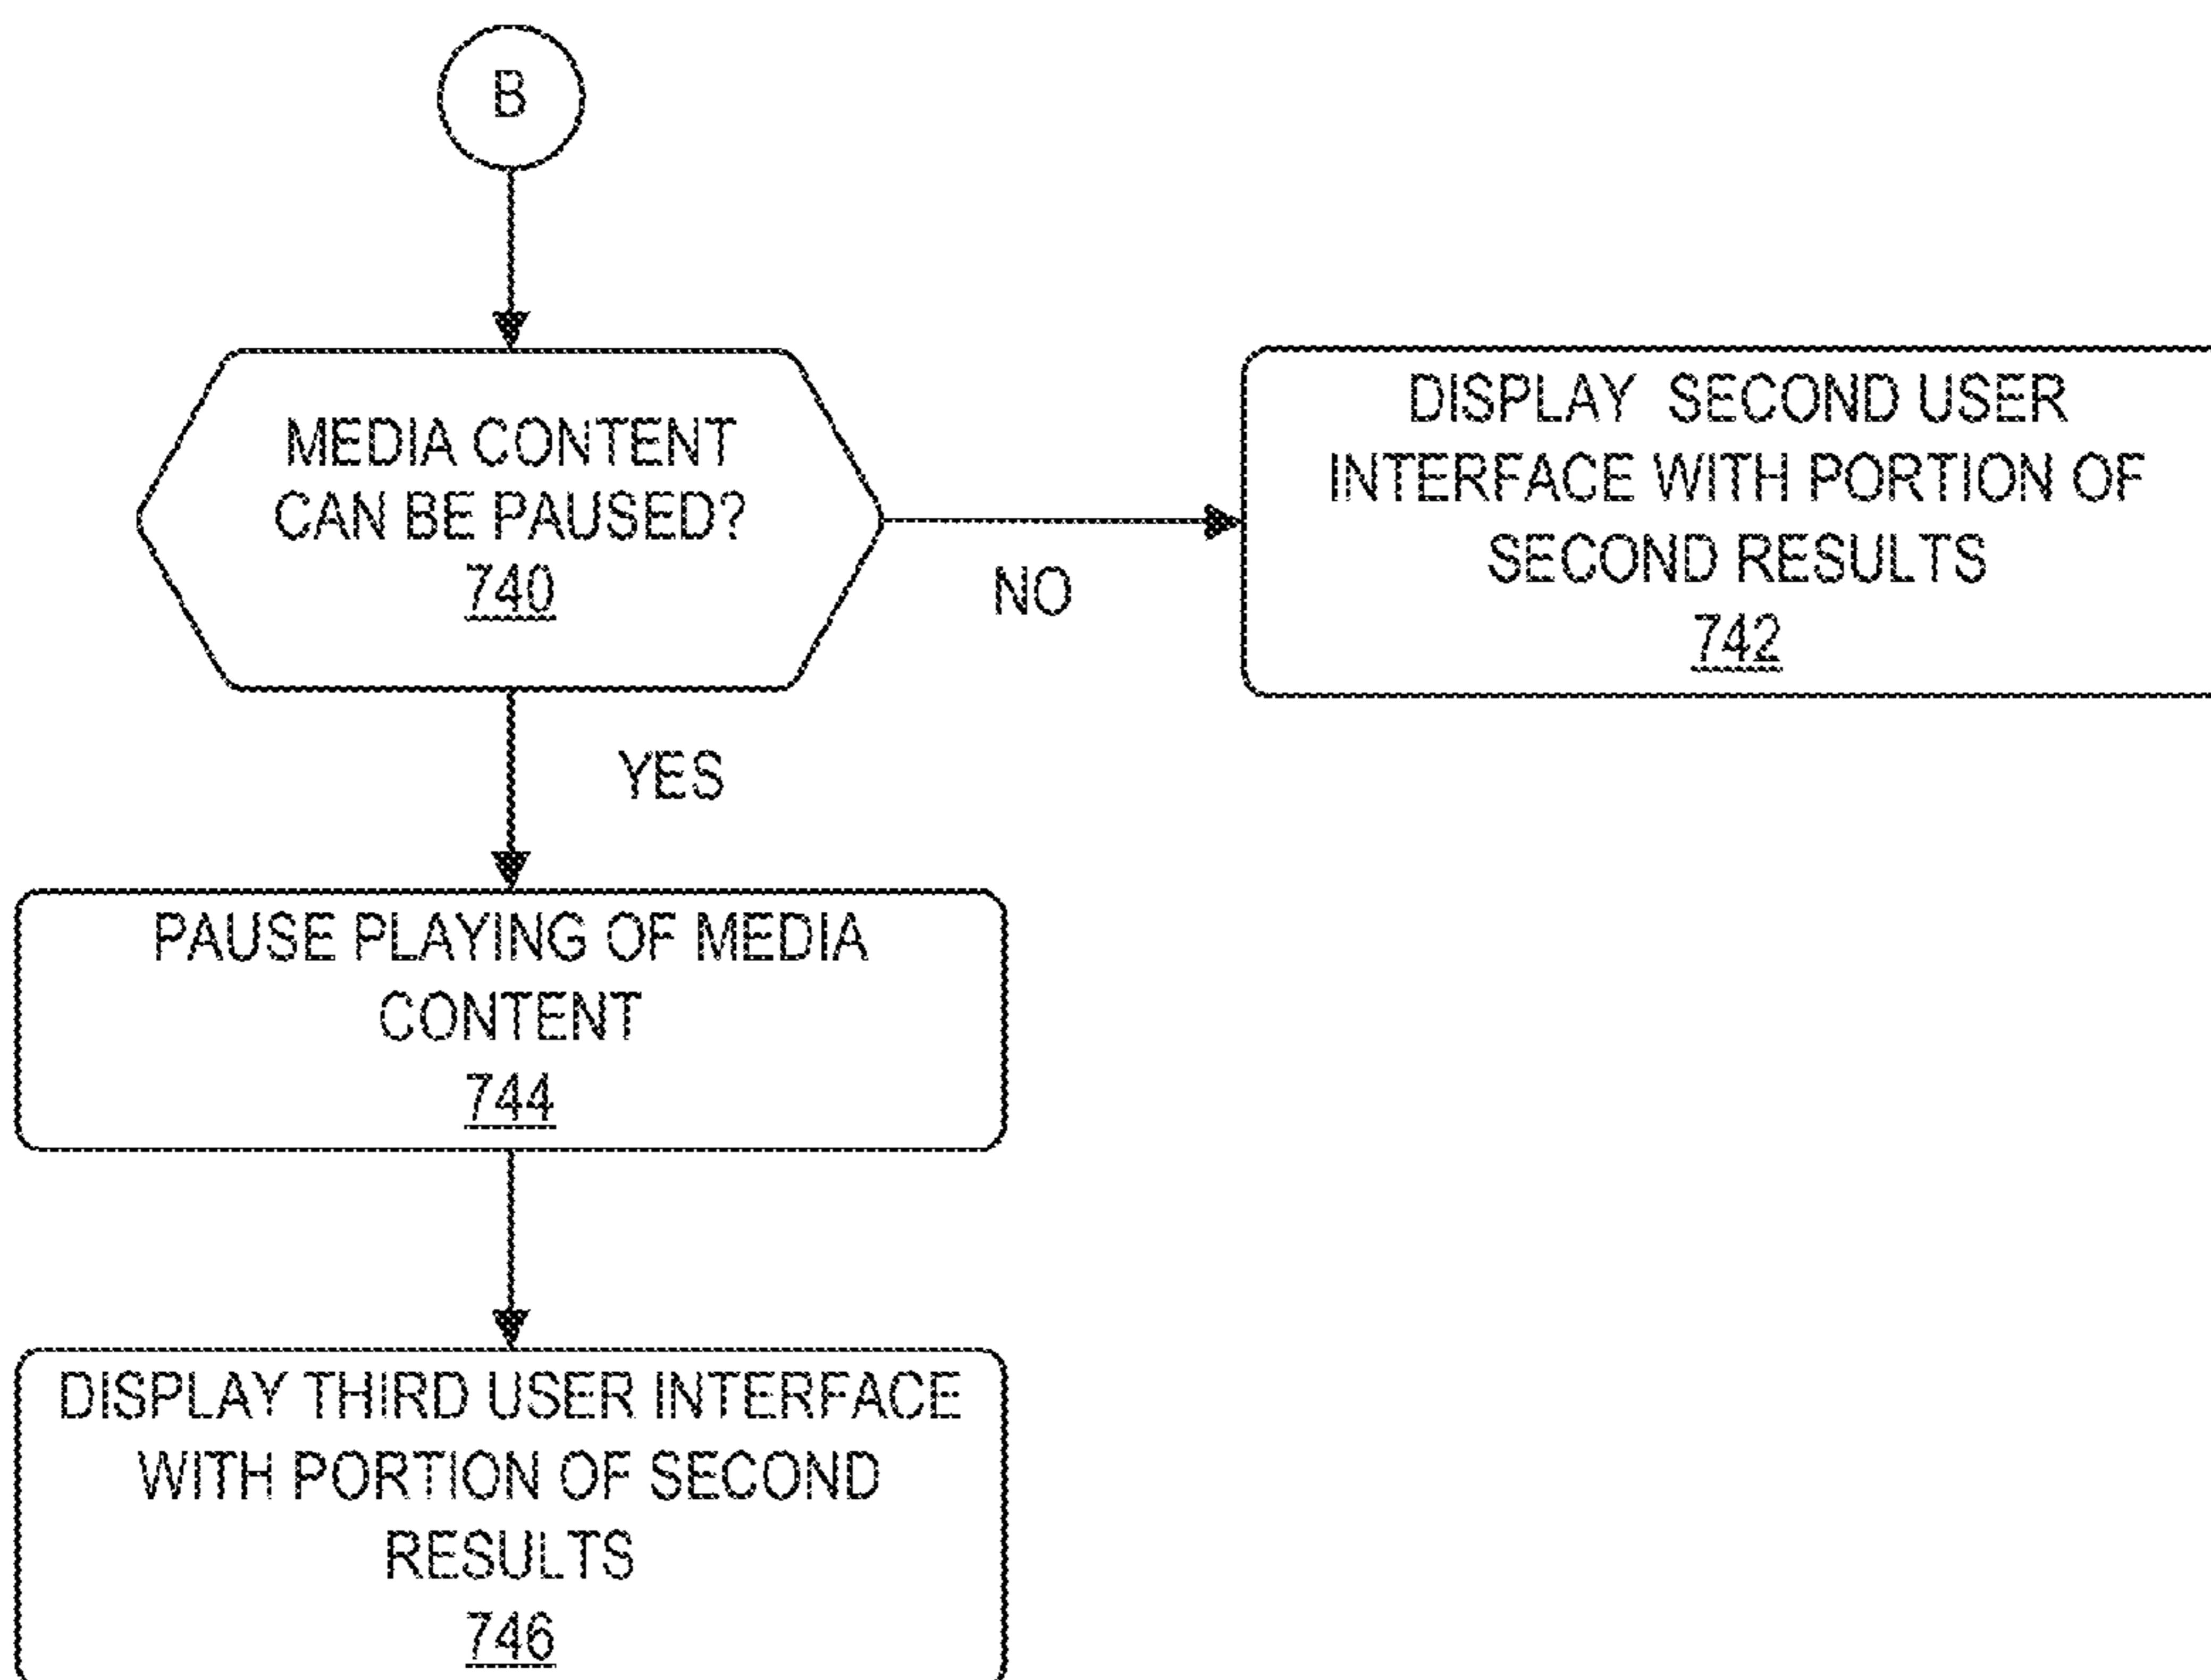 B
MEDIA CONTENT
CAN BE PAUSED?
740
NO
DISPLAY SECOND USER
INTERFACE WITH PORTION OF
SECOND RESULTS
742
YES
PAUSE PLAYING OF MEDIA
CONTENT
744
DISPLAY THIRD USER INTERFACE
WITH PORTION OF SECOND
RESULTS
746